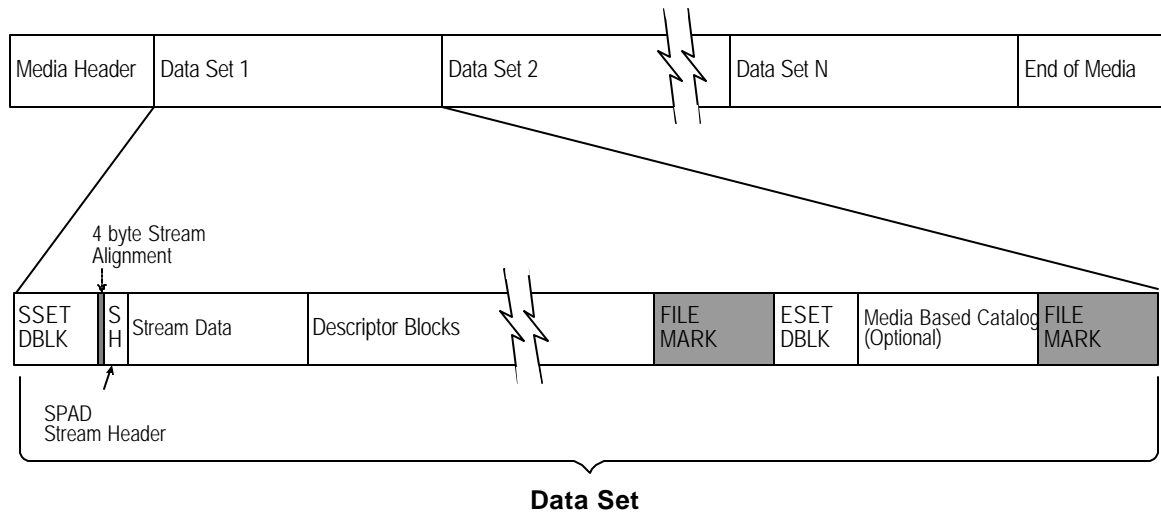 Media Header
Data Set 1
Data Set 2
Data Set N
End of Media
4 byte Stream
Alignment
SSET
DBLK
S
H
Stream Data
Descriptor Blocks
FILE
MARK
ESET
DBLK
Media Based Catalog
(Optional)
FILE
MARK
SPAD
Stream Header
Data Set